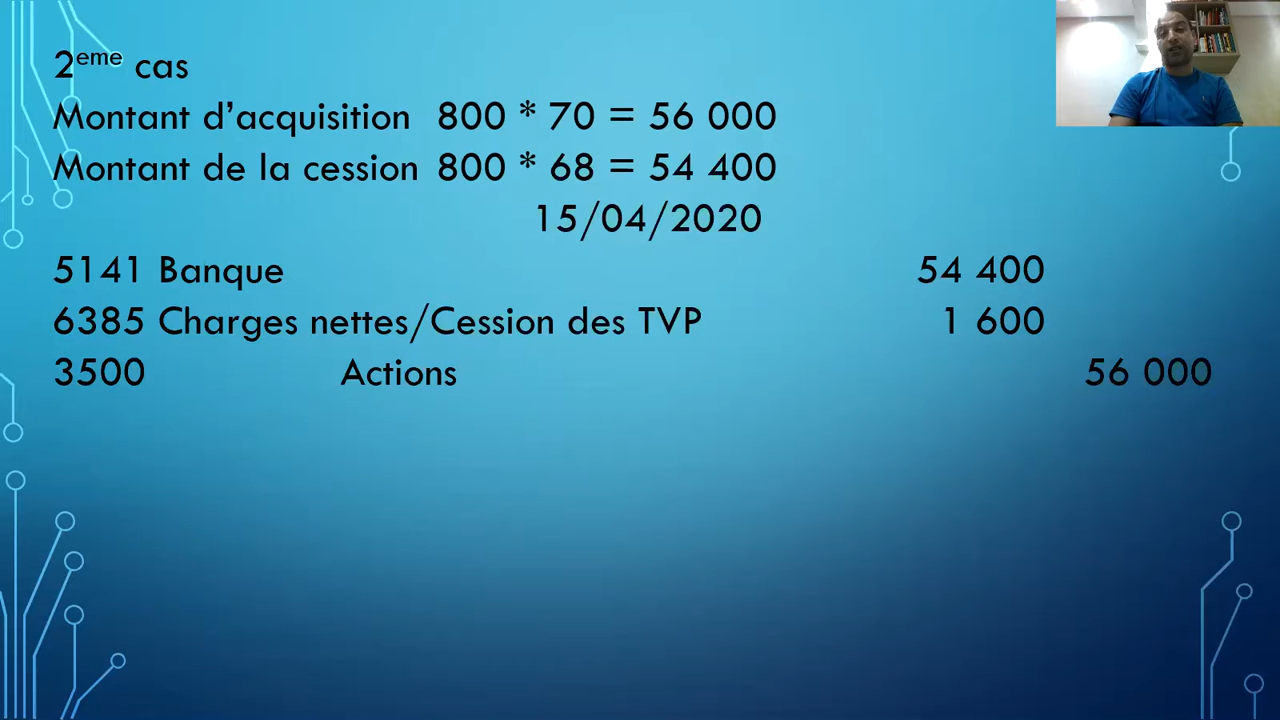 2eme cas
Montant d'acquisition 800 * 70 = 56 000
Montant de la cession 800 * 68 = 54 400
15/04/2020
5141 Banque 54 400
6385 Charges nettes/Cession des TVP 1 600
3500 Actions 56 000